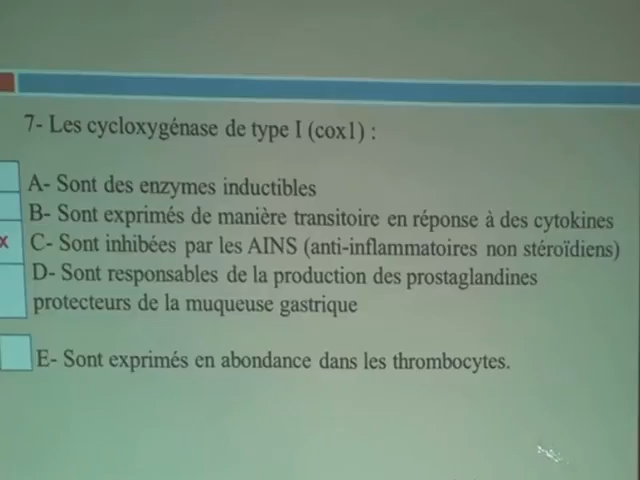 7- Les cycloxygénase de type I (cox1) :
A- Sont des enzymes inductibles
B- Sont exprimés de manière transitoire en réponse à des cytokines
x C- Sont inhibées par les AINS (anti-inflammatoires non stéroïdiens)
D- Sont responsables de la production des prostaglandines
protecteurs de la muqueuse gastrique
E- Sont exprimés en abondance dans les thrombocytes.